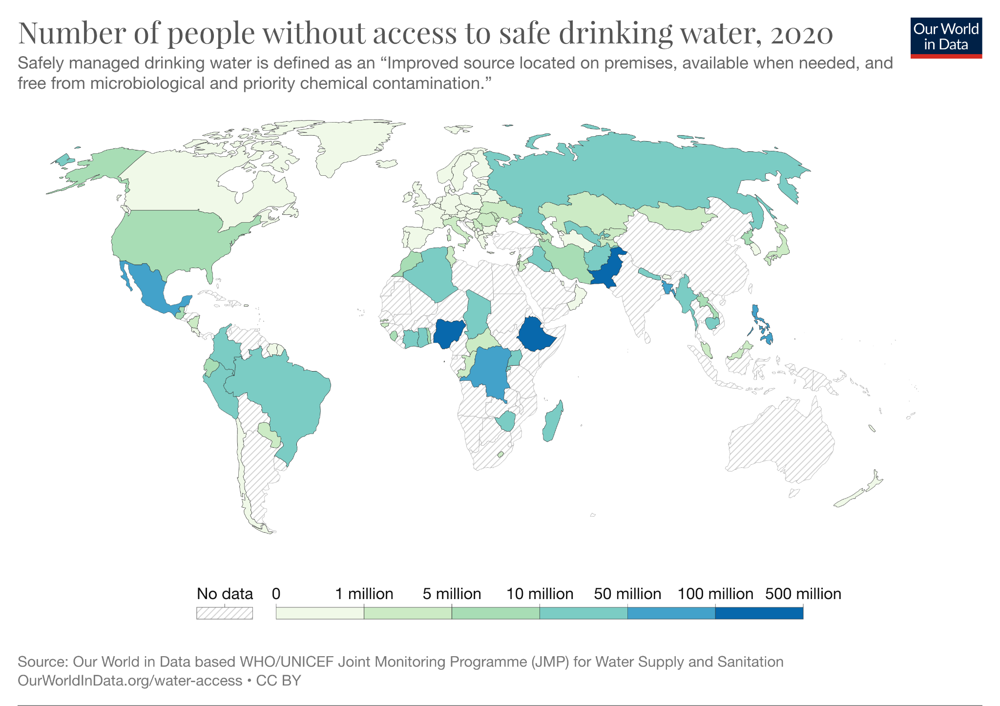 Number of people without access to safe drinking water, 2020
Our World
in Data
Safely managed drinking water is defined as an “Improved source located on premises, available when needed, and
free from microbiological and priority chemical contamination.”
No data
0
1 million
5 million
10 million
50 million
100 million
500 million
Source: Our World in Data based WHO/UNICEF Joint Monitoring Programme (JMP) for Water Supply and Sanitation
OurWorldInData.org/water-access • CC BY